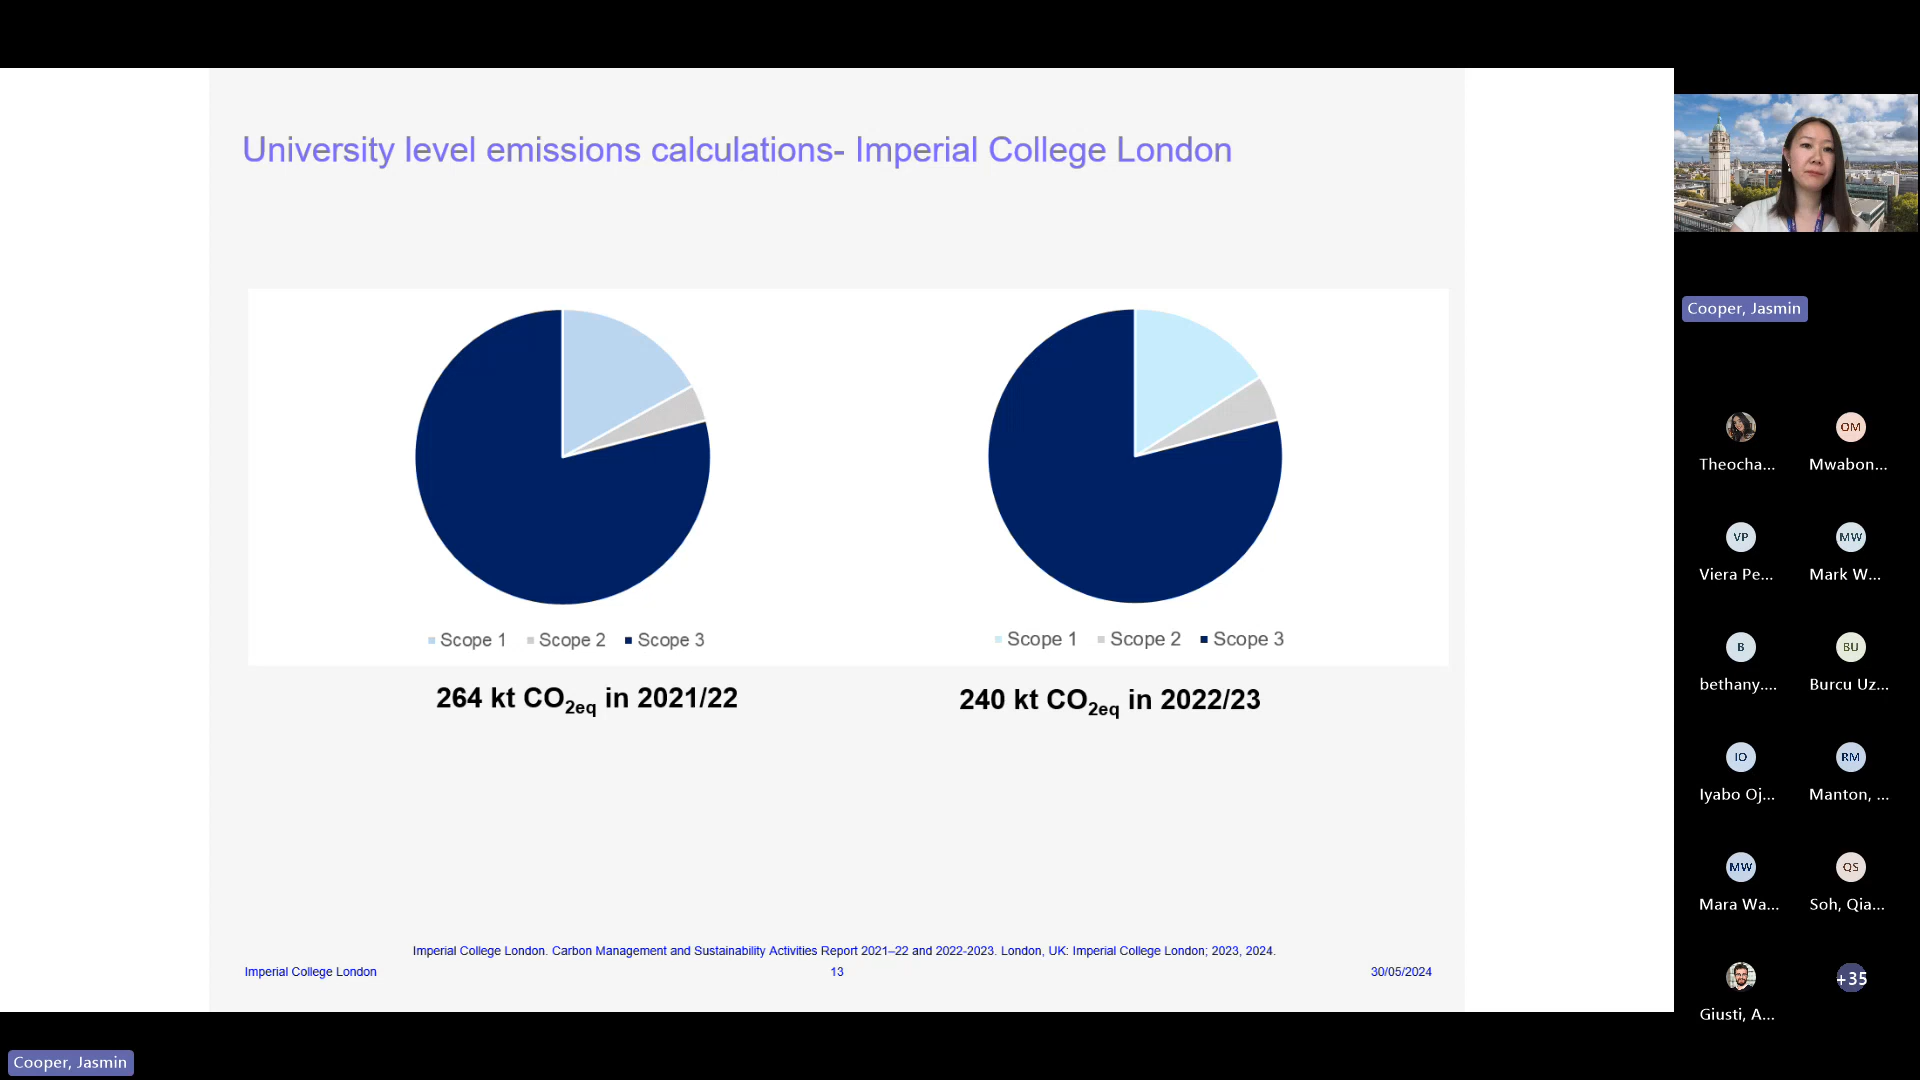 University level emissions calculations- Imperial College London
Scope 1 Scope 2 Scope 3
Scope 1 Scope 2 Scope 3
264 kt CO2eq in 2021/22
240 kt CO2eq in 2022/23
Imperial College London. Carbon Management and Sustainability Activities Report 2021–22 and 2022-2023. London, UK: Imperial College London; 2023, 2024.
Imperial College London 13 30/05/2024
Cooper, Jasmin
OM
Theocha... Mwabon...
VP MW
Viera Pe... Mark W...
B BU
bethany.... Burcu Uz...
IO RM
Iyabo Oj... Manton, ...
MW QS
Mara Wa... Soh, Qia...
+35
Giusti, A...
Cooper, Jasmin